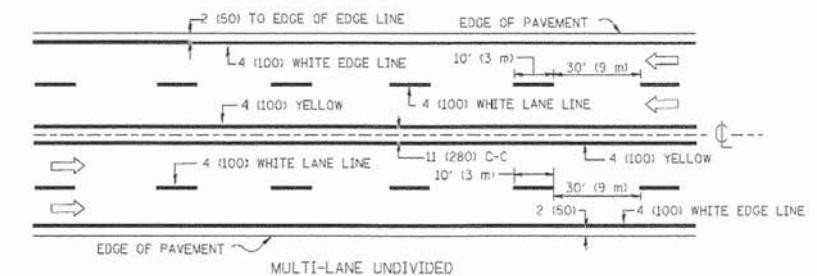 2 (50) TO EDGE OF EDGE LINE
EDGE OF PAVEMENT
4 (100) WHITE EDGE LINE
10' (3 m)
30' (9 m)
4 (100) YELLOW
4 (100) WHITE LANE LINE
℄
4 (100) WHITE LANE LINE
11 (280) C-C
4 (100) YELLOW
10' (3 m)
30' (9 m)
2 (50)
4 (100) WHITE EDGE LINE
EDGE OF PAVEMENT
MULTI-LANE UNDIVIDED